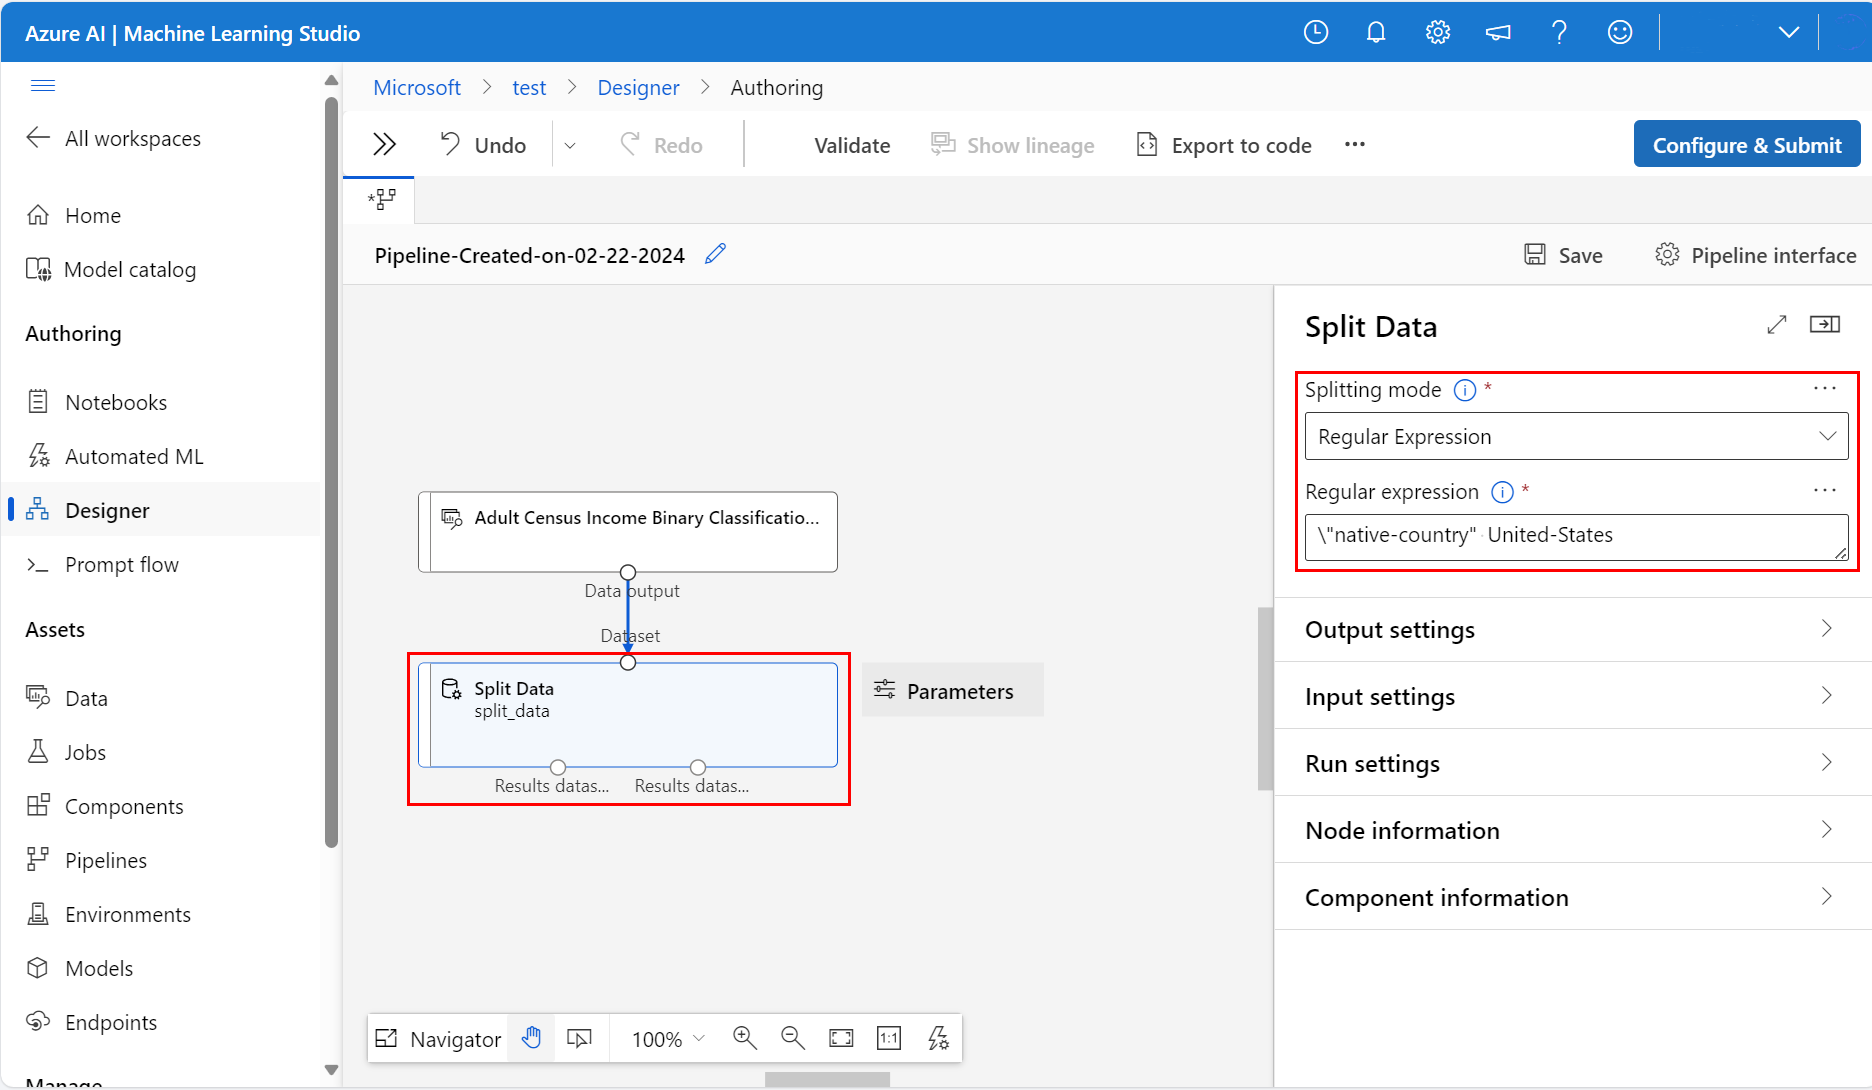 Azure AI | Machine Learning Studio
All workspaces
Home
Model catalog
Authoring
Notebooks
Automated ML
Designer
Prompt flow
Assets
Data
Jobs
Components
Pipelines
Environments
Models
Endpoints
Manage
Microsoft > test > Designer > Authoring
Undo Redo Validate Show lineage Export to code ··· Configure & Submit
*
Pipeline-Created-on-02-22-2024 Save Pipeline interface
Adult Census Income Binary Classificatio...
Data output
Dataset
Split Data
split_data
Results datas... Results datas...
Parameters
Navigator 100% 1:1
Split Data
Splitting mode *
Regular Expression
Regular expression *
\"native-country" United-States
Output settings
Input settings
Run settings
Node information
Component information